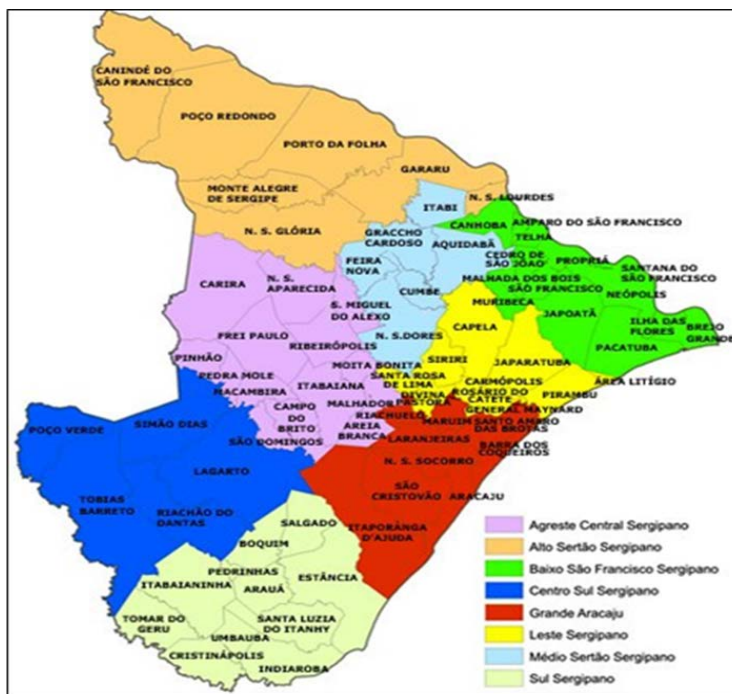 CANINDÉ DO
SÃO FRANCISCO
POÇO REDONDO
PORTO DA FOLHA
GARARU
MONTE ALEGRE
DE SERGIPE
N. S. LOURDES
ITABI
N. S. GLÓRIA
GRACCHO
CARDOSO
CANHOBA
AMPARO DO SÃO FRANCISCO
TELHA
AQUIDABÃ
FEIRA
NOVA
CEDRO DE
SÃO JOÃO
PROPRIÁ
SANTANA DO
SÃO FRANCISCO
CARIRA
N. S.
APARECIDA
MALHADA DOS BOIS
SÃO FRANCISCO
CUMBE
NEÓPOLIS
S. MIGUEL
DO ALEXO
MURIBECA
JAPOATÃ
ILHA DAS
FLORES
BREJO
GRANDE
CAPELA
FREI PAULO
RIBEIRÓPOLIS
N. S.DORES
PACATUBA
PINHÃO
MOITA BONITA
SIRIRI
JAPARATUBA
PEDRA MOLE
SANTA ROSA
DE LIMA
CARMÓPOLIS
ÁREA LITÍGIO
MACAMBIRA
ITABAIANA
DIVINA
PASTORA
ROSÁRIO DO
CATETE
PIRAMBU
CAMPO
DO
BRITO
MALHADOR
RIACHUELO
GENERAL MAYNARD
POÇO VERDE
SIMÃO DIAS
SÃO DOMINGOS
AREIA
BRANCA
MARUIM
SANTO AMARO
DAS BROTAS
LARANJEIRAS
BARRA DOS
COQUEIROS
LAGARTO
N. S. SOCORRO
TOBIAS
BARRETO
RIACHÃO DO
DANTAS
SÃO
CRISTOVÃO
ARACAJU
SALGADO
ITAPORÂNGA
D'AJUDA
BOQUIM
PEDRINHAS
ITABAIANINHA
ARAUÁ
ESTÂNCIA
TOMAR DO
GERU
SANTA LUZIA
DO ITANHY
UMBAUBA
CRISTINÁPOLIS
INDIAROBA
Agreste Central Sergipano
Alto Sertão Sergipano
Baixo São Francisco Sergipano
Centro Sul Sergipano
Grande Aracaju
Leste Sergipano
Médio Sertão Sergipano
Sul Sergipano